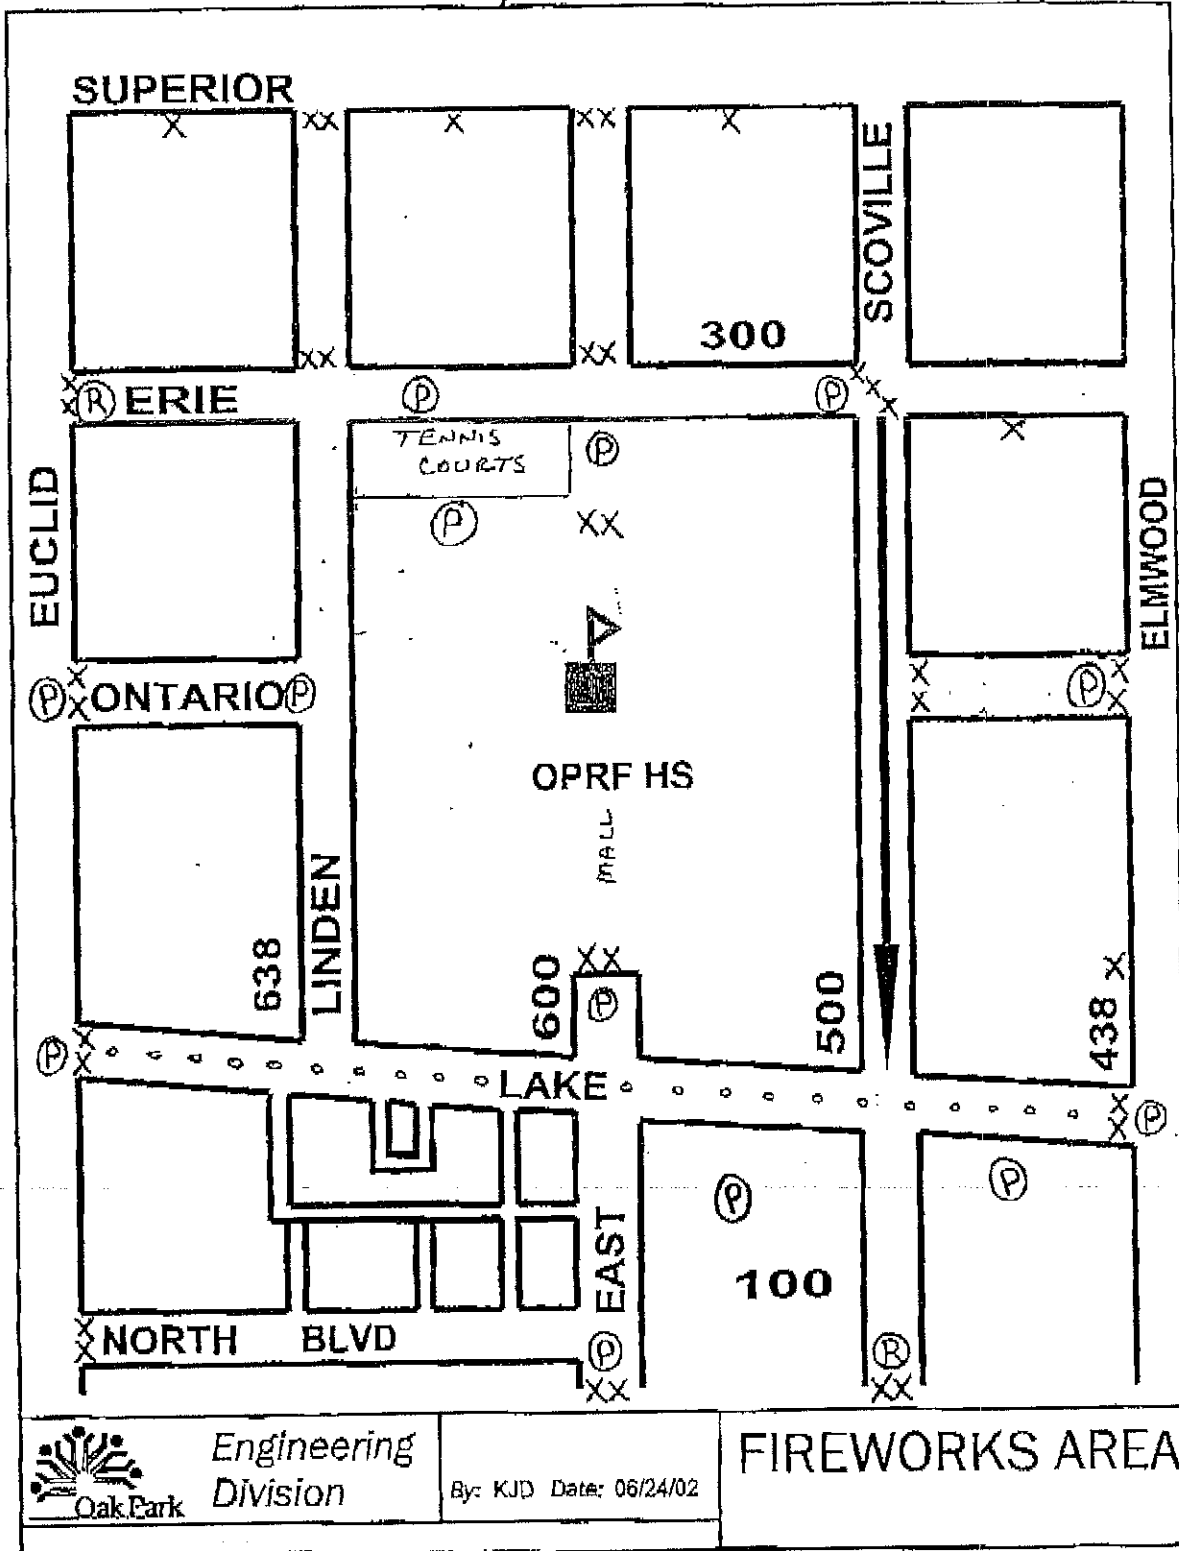 SUPERIOR
X XX X XX X
SCOVILLE
300
XX XX
X
X
R ERIE P P X
X
X
TENNIS
COURTS
P
X
P
XX
EUCLID
ELMWOOD
X
X
P ONTARIO P
X
X
X
X
P
OPRF HS
MALL
638
LINDEN
600
XX
P
500
X
438
P
X
X
LAKE
X
X
P
P
P
EAST
100
X
X
NORTH BLVD
P
XX
R
XX
Oak Park
Engineering
Division
By: KJD Date: 06/24/02
FIREWORKS AREA